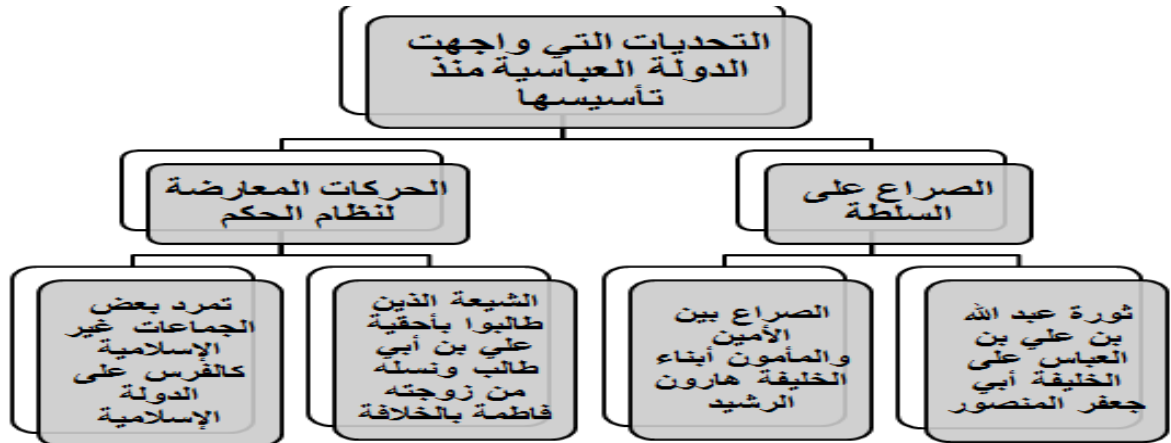 التحديات التي واجهت
الدولة العباسية منذ
تأسيسها
الصراع على
السلطة
الحركات المعارضة
لنظام الحكم
ثورة عبد الله
بن علي بن
العباس على
الخليفة أبي
جعفر المنصور
الصراع بين
الأمين
والمأمون أبناء
الخليفة هارون
الرشيد
الشيعة الذين
طالبوا بأحقية
علي بن أبي
طالب ونسله
من زوجته
فاطمة بالخلافة
تمرد بعض
الجماعات غير
الإسلامية
كالفرس على
الدولة
الإسلامية